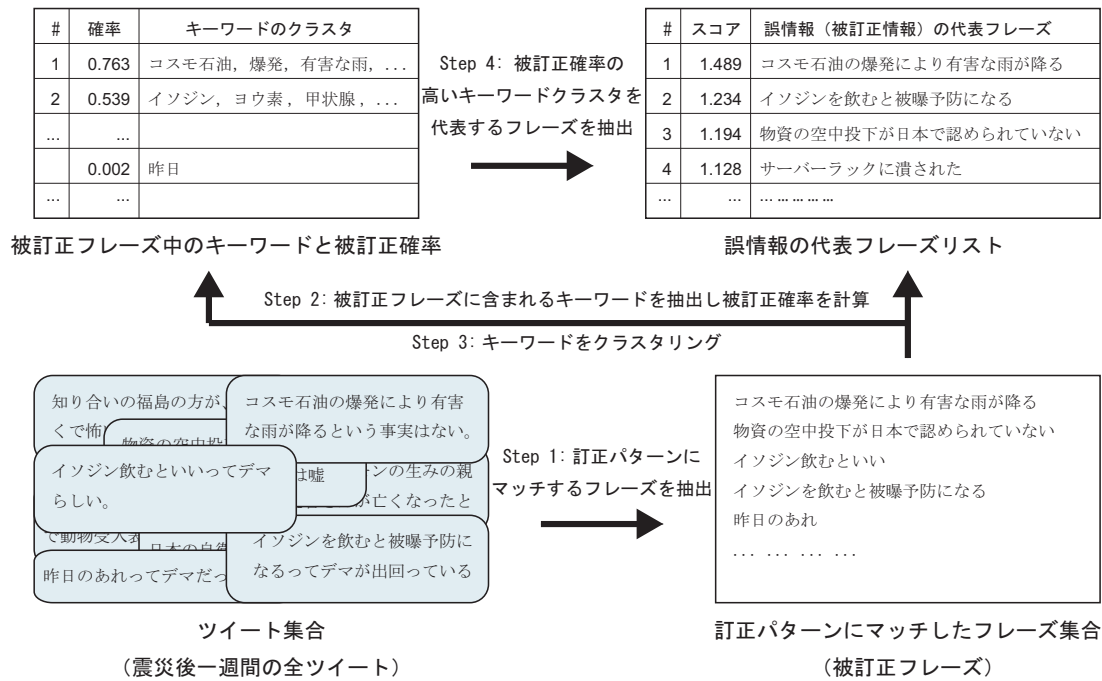 # 確率 キーワードのクラスタ
1 0.763 コスモ石油，爆発，有害な雨，...
2 0.539 イソジン，ヨウ素，甲状腺，...
... ...
0.002 昨日
... ...
被訂正フレーズ中のキーワードと被訂正確率
Step 4: 被訂正確率の
高いキーワードクラスタを
代表するフレーズを抽出
# スコア 誤情報（被訂正情報）の代表フレーズ
1 1.489 コスモ石油の爆発により有害な雨が降る
2 1.234 イソジンを飲むと被曝予防になる
3 1.194 物資の空中投下が日本で認められていない
4 1.128 サーバーラックに潰された
... ... ... ... ... ...
誤情報の代表フレーズリスト
Step 2: 被訂正フレーズに含まれるキーワードを抽出し被訂正確率を計算
Step 3: キーワードをクラスタリング
知り合いの福島の方が、
くで怖
物資の空中投
コスモ石油の爆発により有害
な雨が降るという事実はない。
イソジン飲むといいってデマ
らしい。
は嘘
ンの生みの親
が亡くなったと
で動物受入表
日本の自衛
イソジンを飲むと被曝予防に
なるってデマが出回っている
昨日のあれってデマだっ
ツイート集合
（震災後一週間の全ツイート）
Step 1: 訂正パターンに
マッチするフレーズを抽出
コスモ石油の爆発により有害な雨が降る
物資の空中投下が日本で認められていない
イソジン飲むといい
イソジンを飲むと被曝予防になる
昨日のあれ
... ... ... ...
訂正パターンにマッチしたフレーズ集合
（被訂正フレーズ）